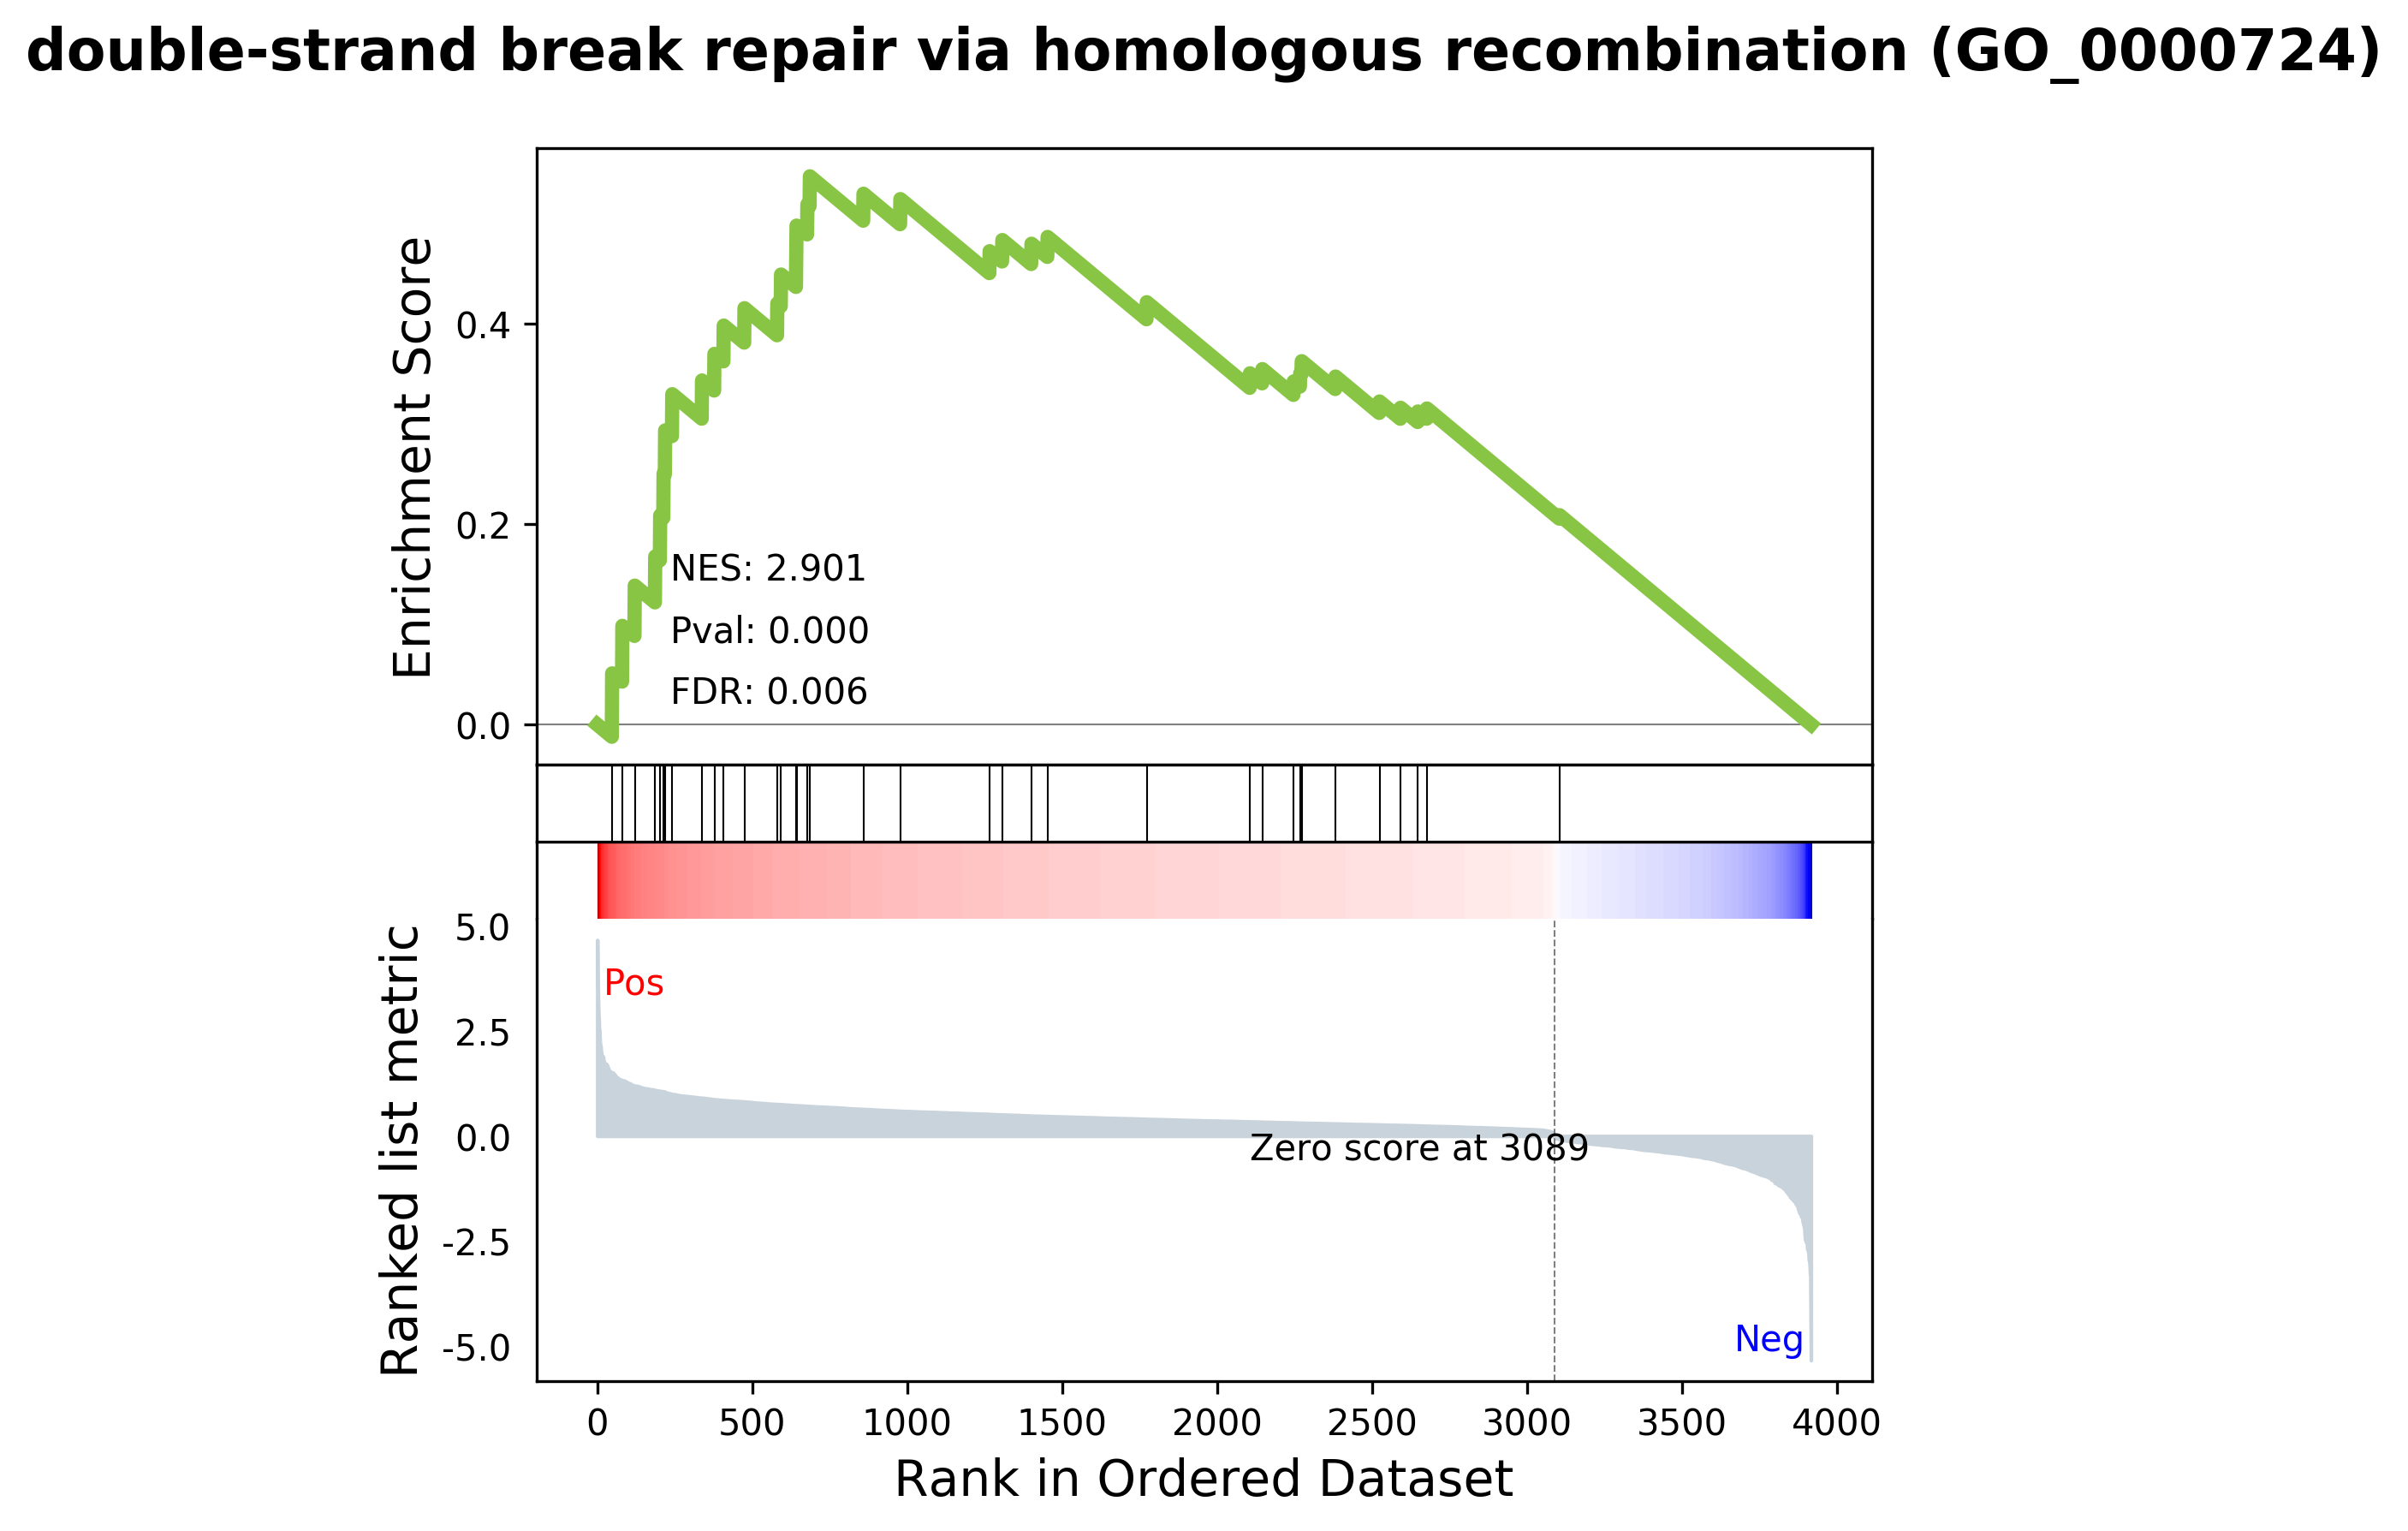 double-strand break repair via homologous recombination (GO_0000724)
Enrichment Score
0.4
0.2
0.0
NES: 2.901
Pval: 0.000
FDR: 0.006
Ranked list metric
5.0
2.5
0.0
-2.5
-5.0
Pos
Zero score at 3089
Neg
0 500 1000 1500 2000 2500 3000 3500 4000
Rank in Ordered Dataset